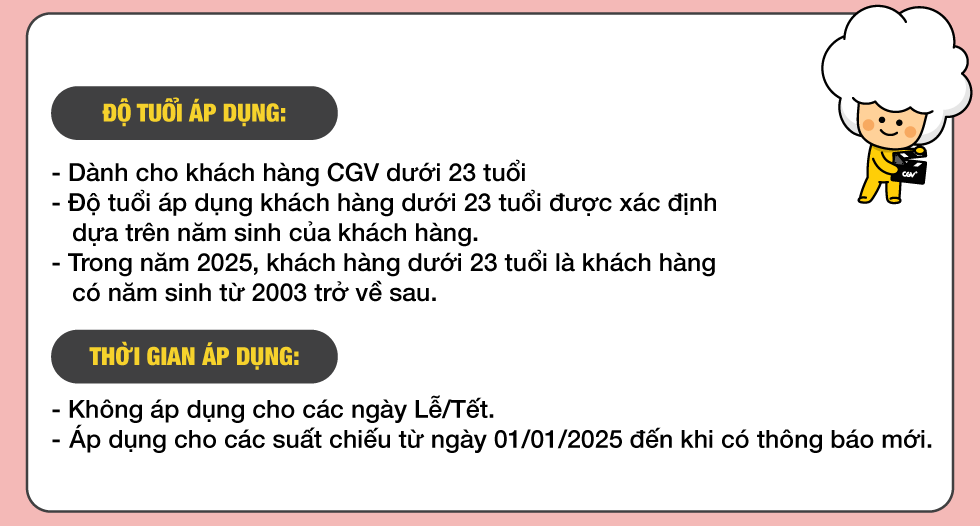 ĐỘ TUỔI ÁP DỤNG:
- Dành cho khách hàng CGV dưới 23 tuổi
- Độ tuổi áp dụng khách hàng dưới 23 tuổi được xác định
dựa trên năm sinh của khách hàng.
- Trong năm 2025, khách hàng dưới 23 tuổi là khách hàng
có năm sinh từ 2003 trở về sau.
THỜI GIAN ÁP DỤNG:
- Không áp dụng cho các ngày Lễ/Tết.
- Áp dụng cho các suất chiếu từ ngày 01/01/2025 đến khi có thông báo mới.
CGV